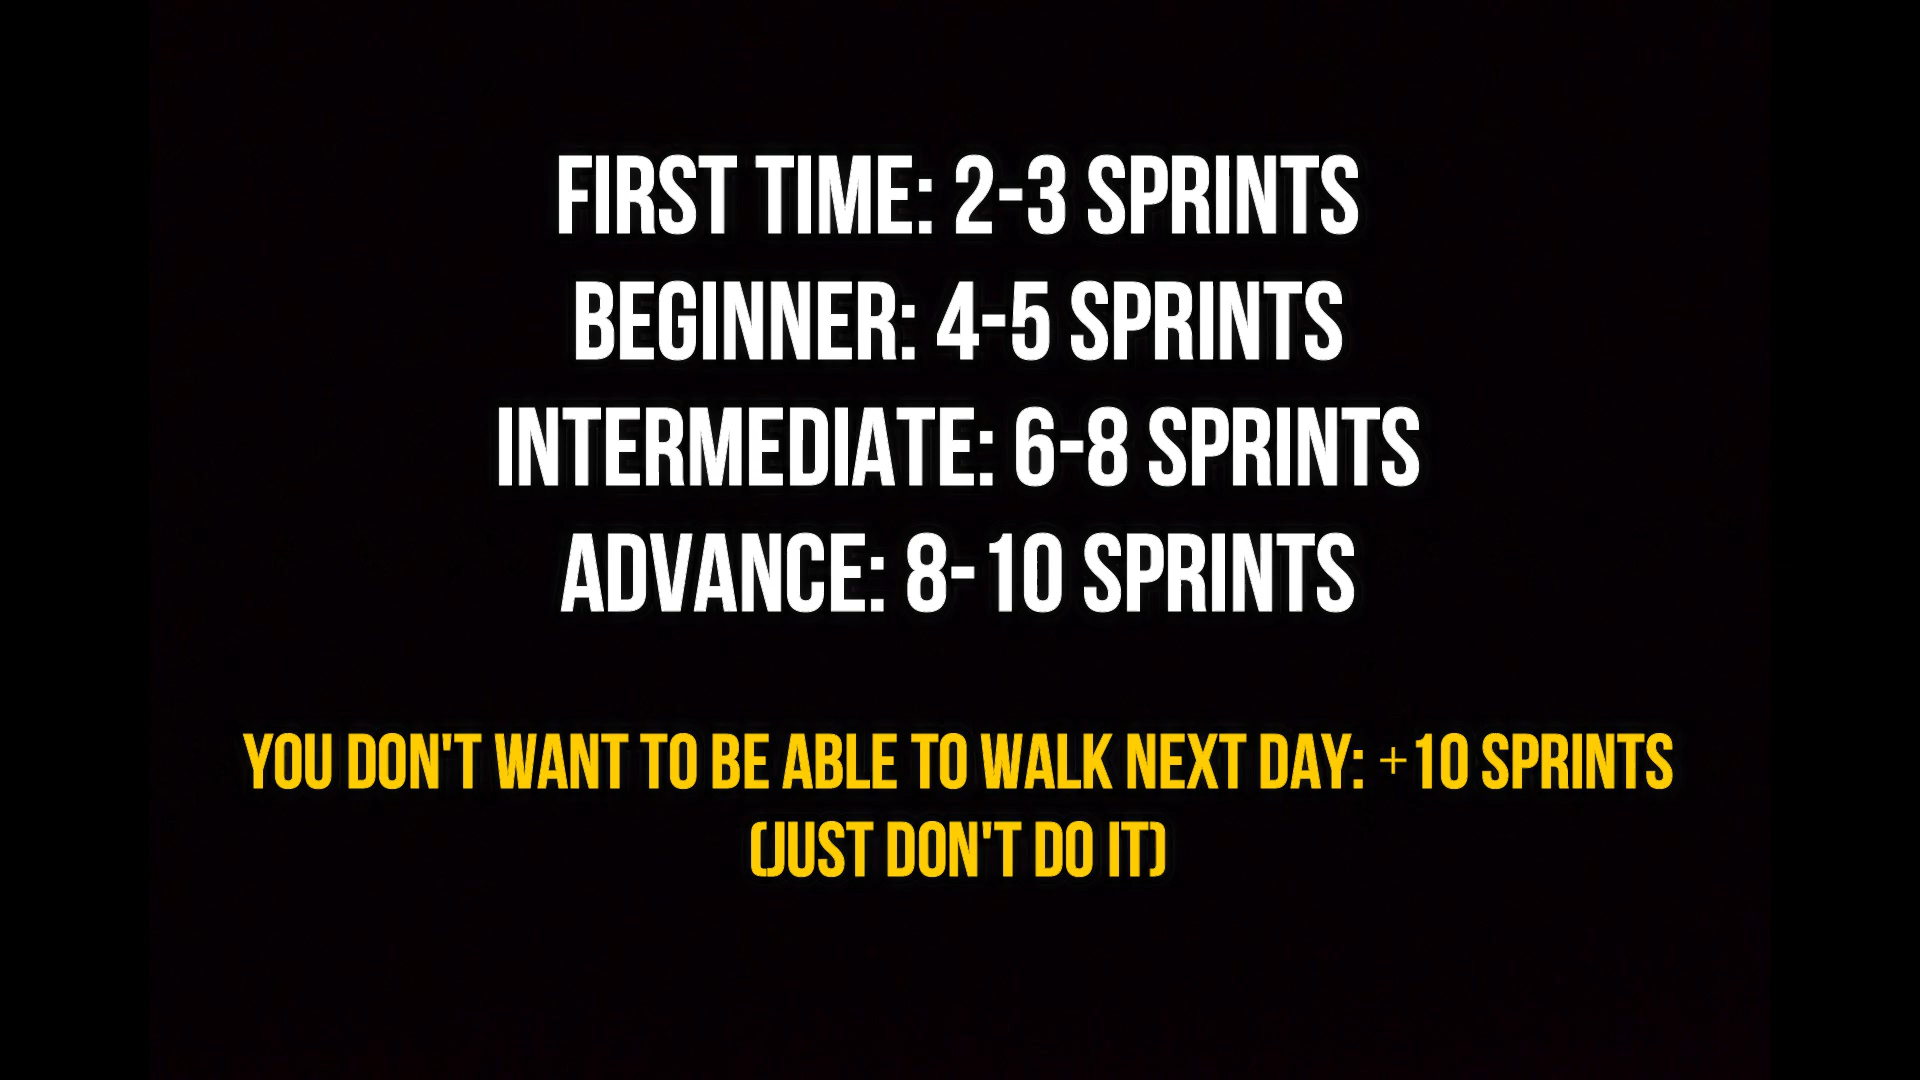 FIRST TIME: 2-3 SPRINTS
BEGINNER: 4-5 SPRINTS
INTERMEDIATE: 6-8 SPRINTS
ADVANCE: 8-10 SPRINTS
YOU DON'T WANT TO BE ABLE TO WALK NEXT DAY: +10 SPRINTS
(JUST DON'T DO IT)